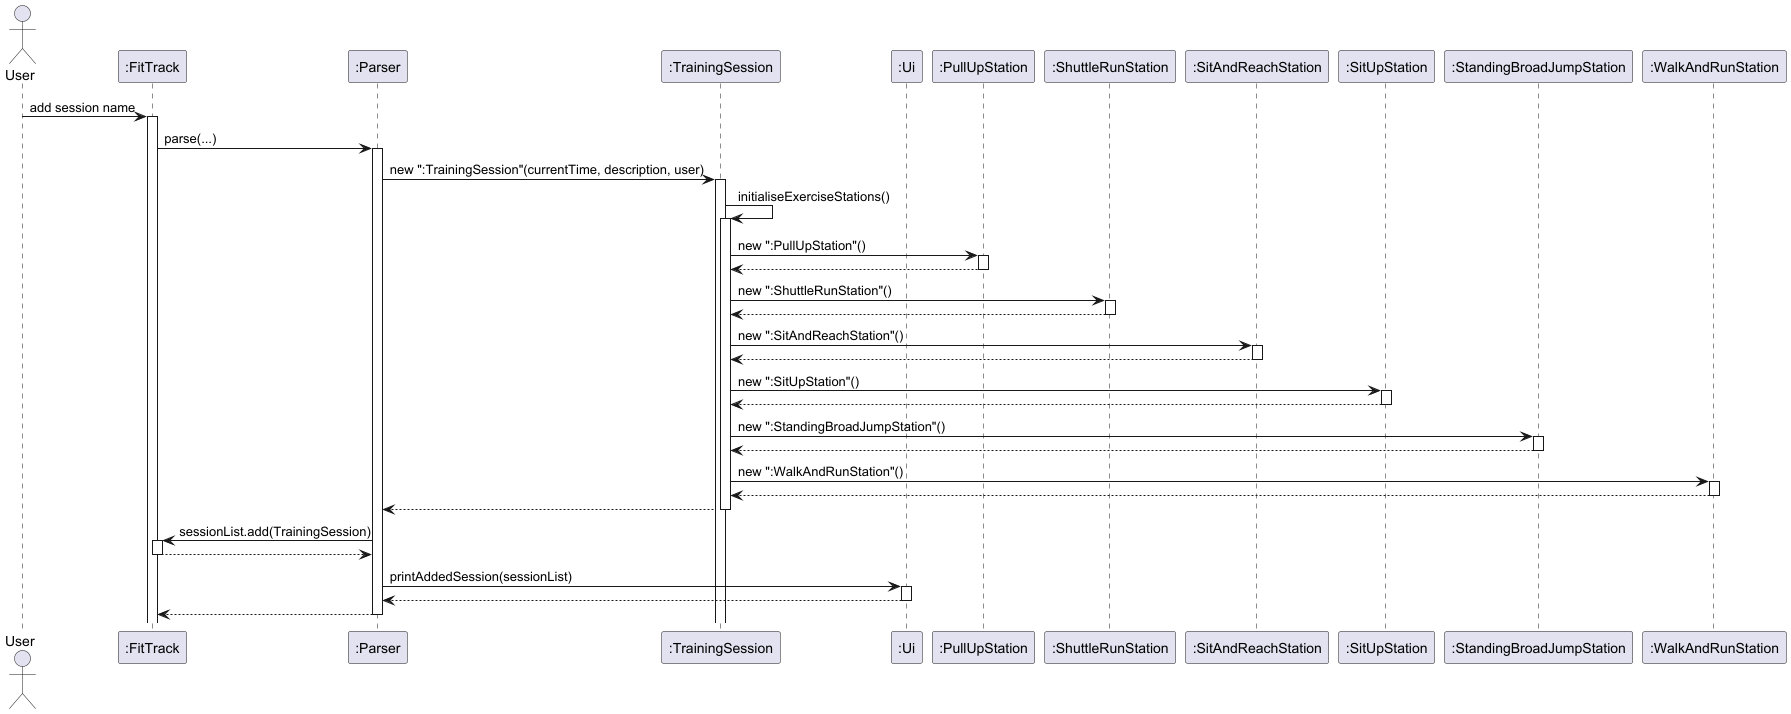 User
:FitTrack
:Parser
:TrainingSession
:Ui
:PullUpStation
:ShuttleRunStation
:SitAndReachStation
:SitUpStation
:StandingBroadJumpStation
:WalkAndRunStation
add session name
parse(...)
new ":TrainingSession"(currentTime, description, user)
initialiseExerciseStations()
new ":PullUpStation"()
new ":ShuttleRunStation"()
new ":SitAndReachStation"()
new ":SitUpStation"()
new ":StandingBroadJumpStation"()
new ":WalkAndRunStation"()
sessionList.add(TrainingSession)
printAddedSession(sessionList)
User
:FitTrack
:Parser
:TrainingSession
:Ui
:PullUpStation
:ShuttleRunStation
:SitAndReachStation
:SitUpStation
:StandingBroadJumpStation
:WalkAndRunStation